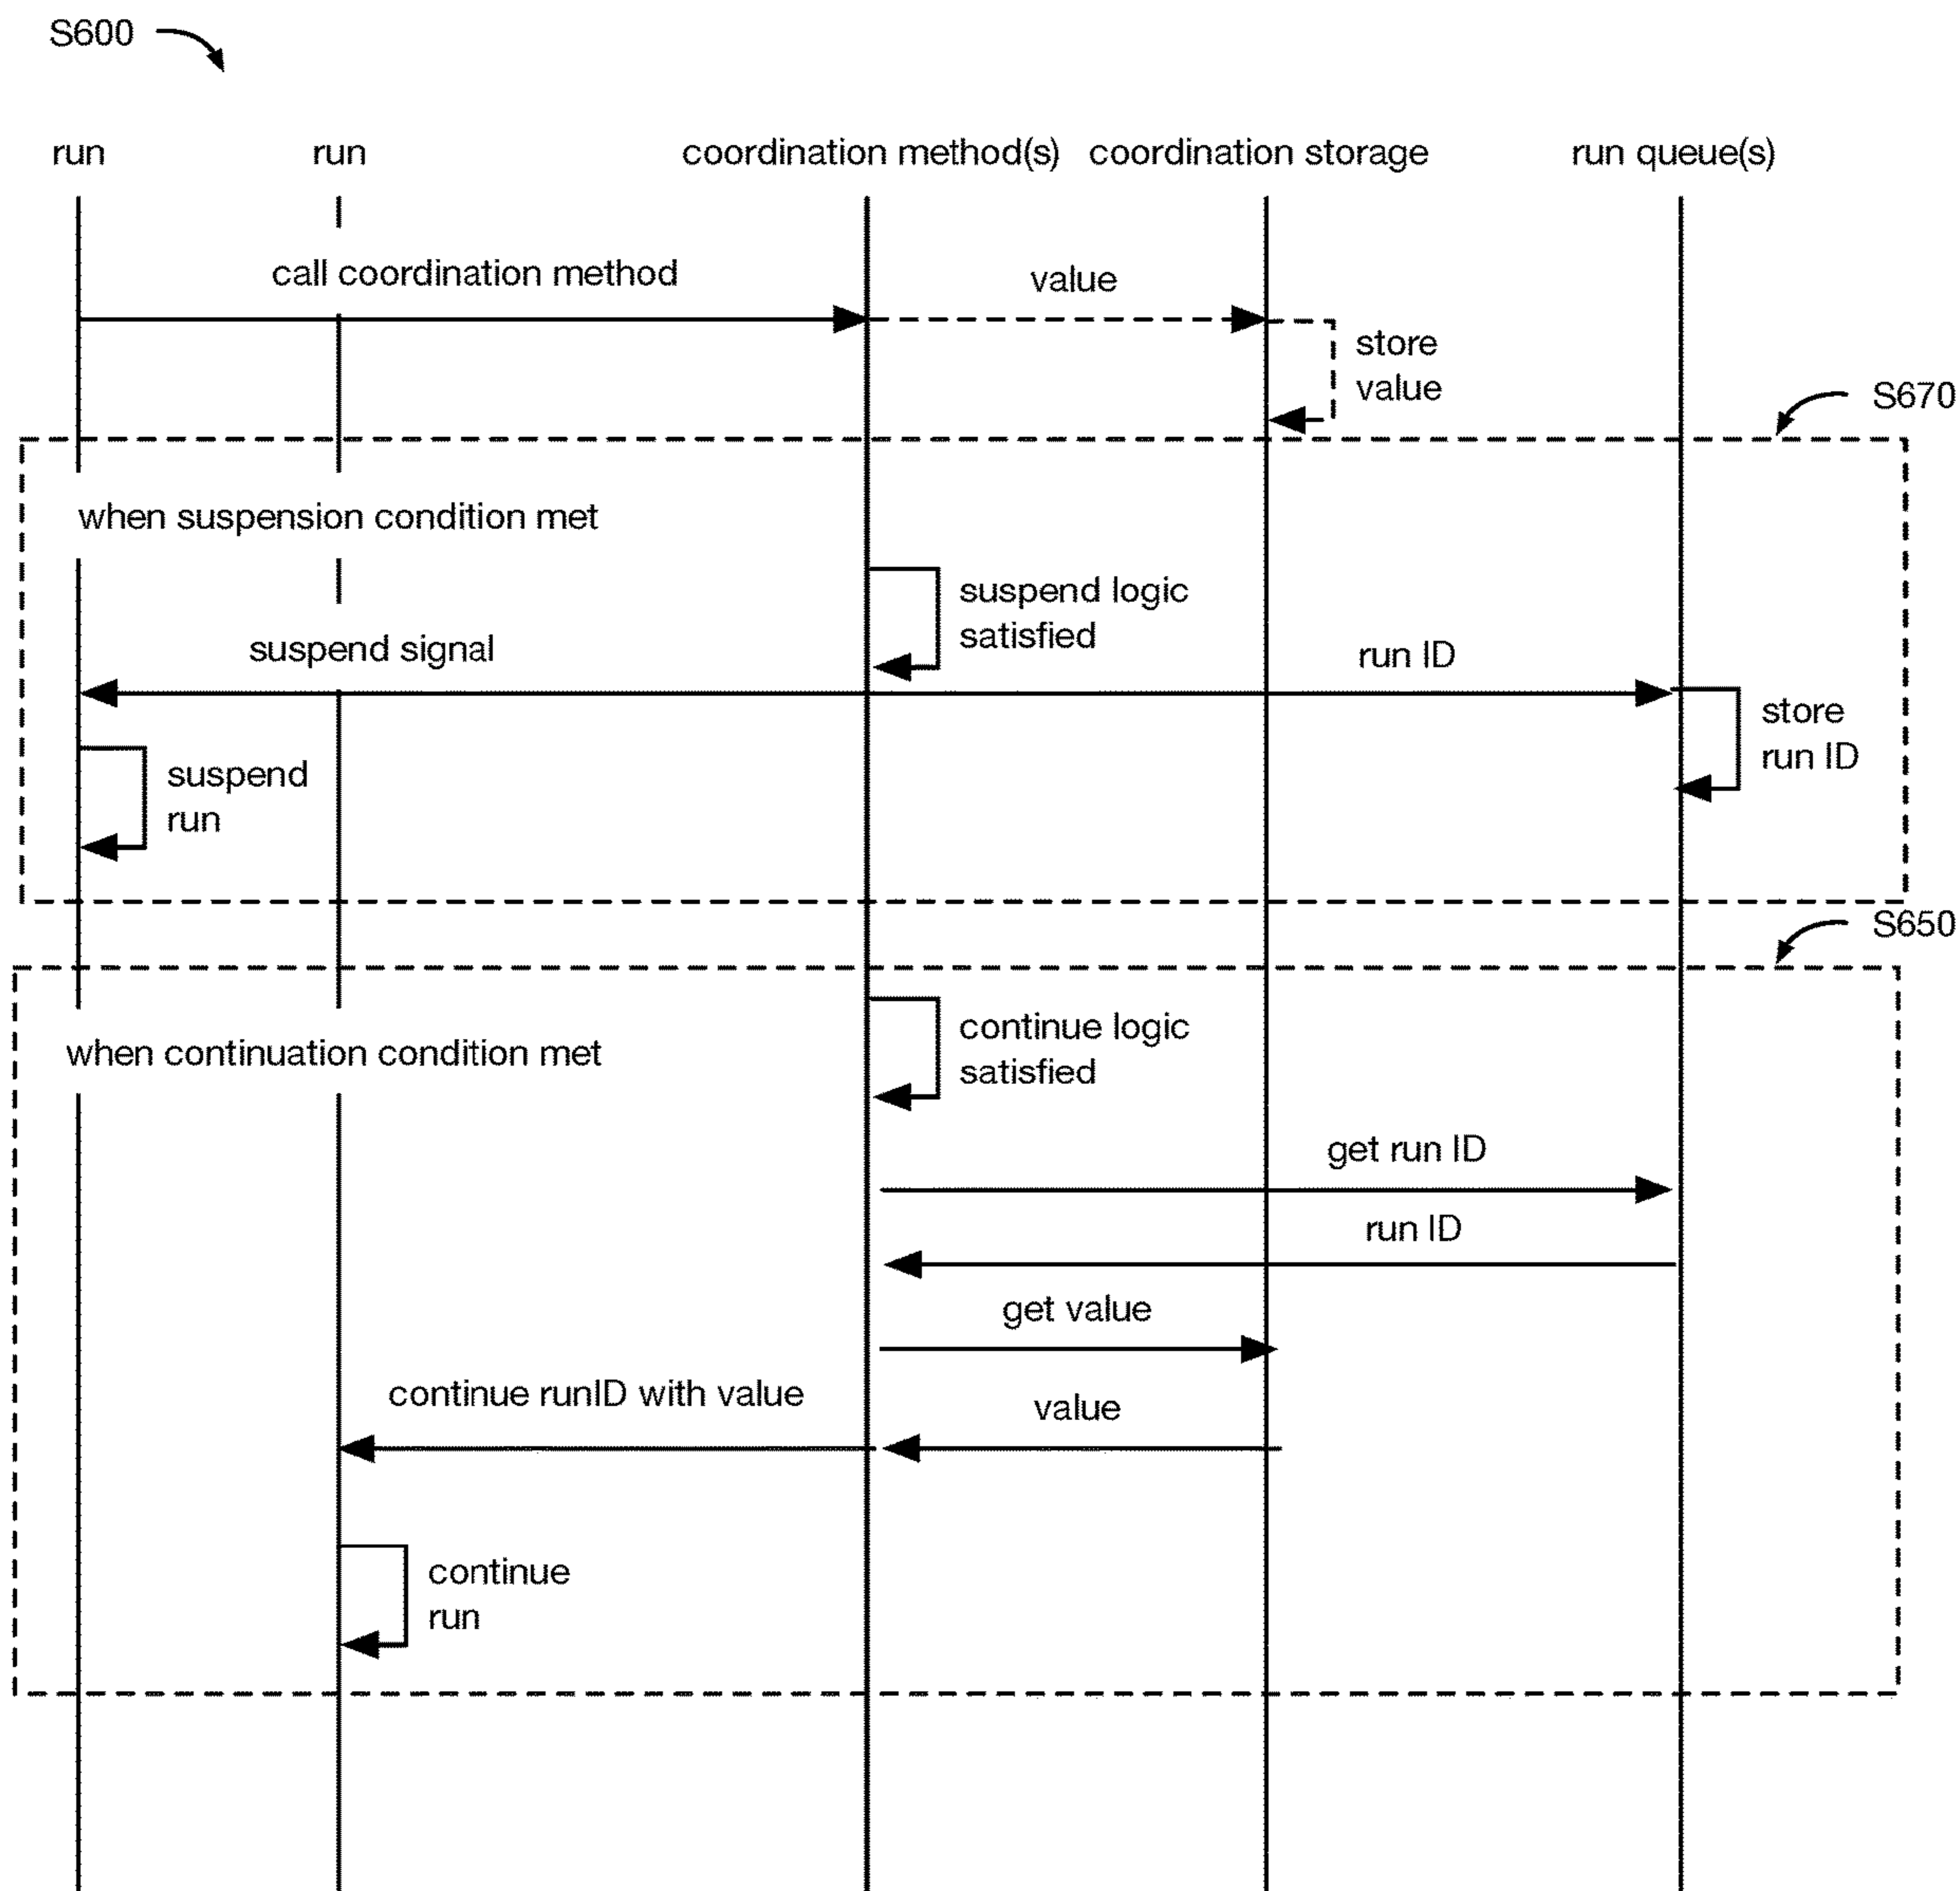 S600
run
run
coordination method(s)
coordination storage
run queue(s)
call coordination method
value
store
value
S670
when suspension condition met
suspend logic
satisfied
suspend signal
run ID
store
run ID
suspend
run
S650
continue logic
satisfied
when continuation condition met
get run ID
run ID
get value
continue runID with value
value
continue
run